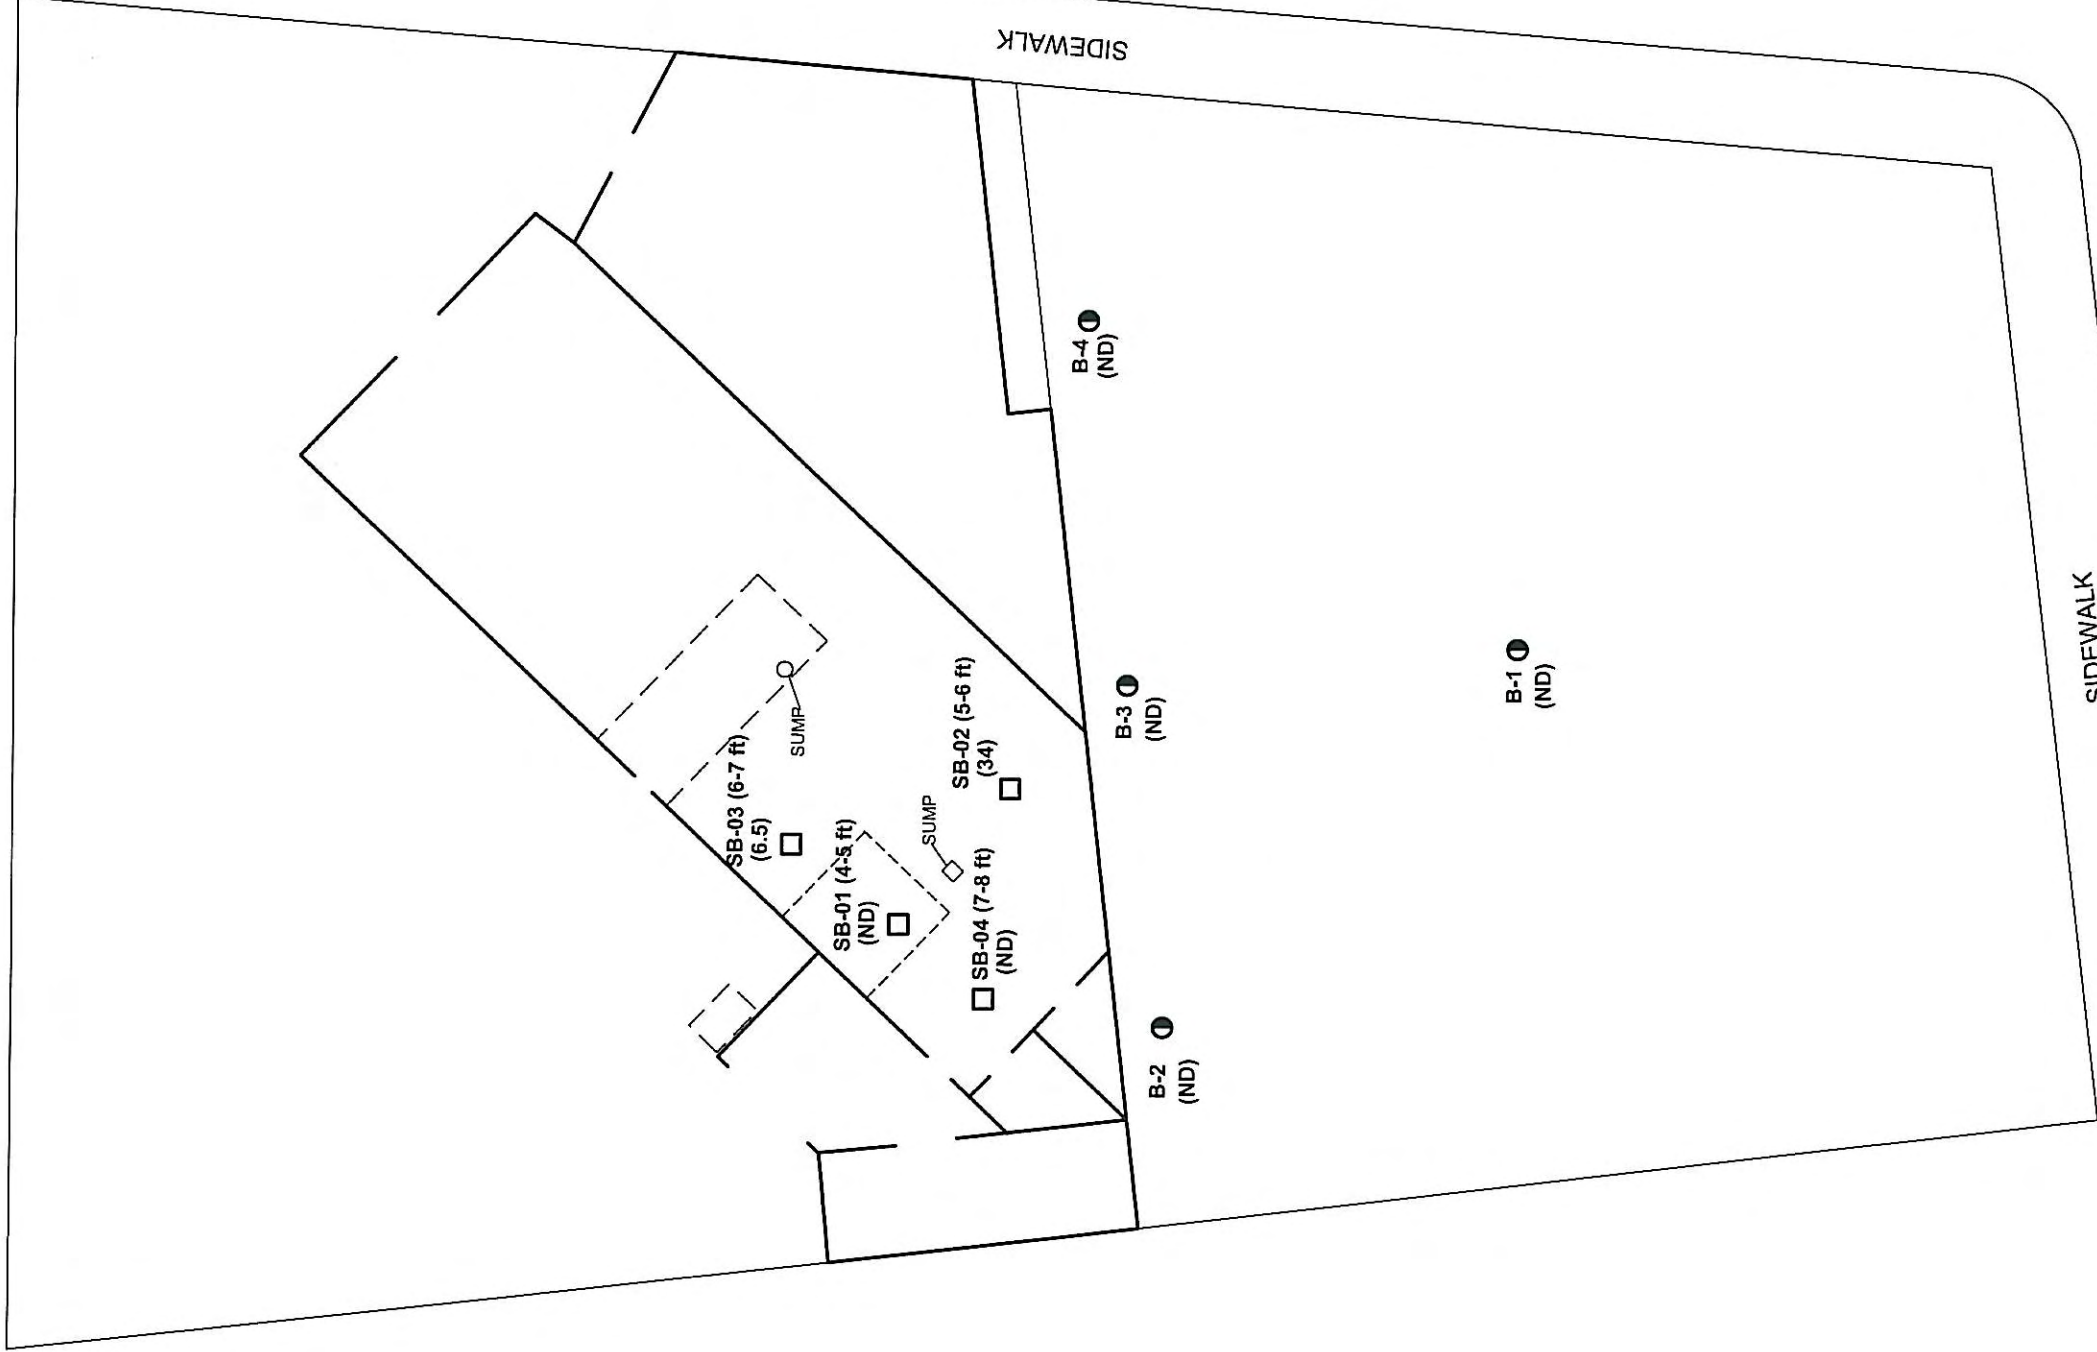 SIDEWALK
B-4
(ND)
SB-03 (6-7 ft)
(6.5)
SUMP
SB-02 (5-6 ft)
(34)
SUMP
SB-01 (4-5 ft)
(ND)
SB-04 (7-8 ft)
(ND)
B-3
(ND)
B-1
(ND)
B-2
(ND)
SIDEWALK